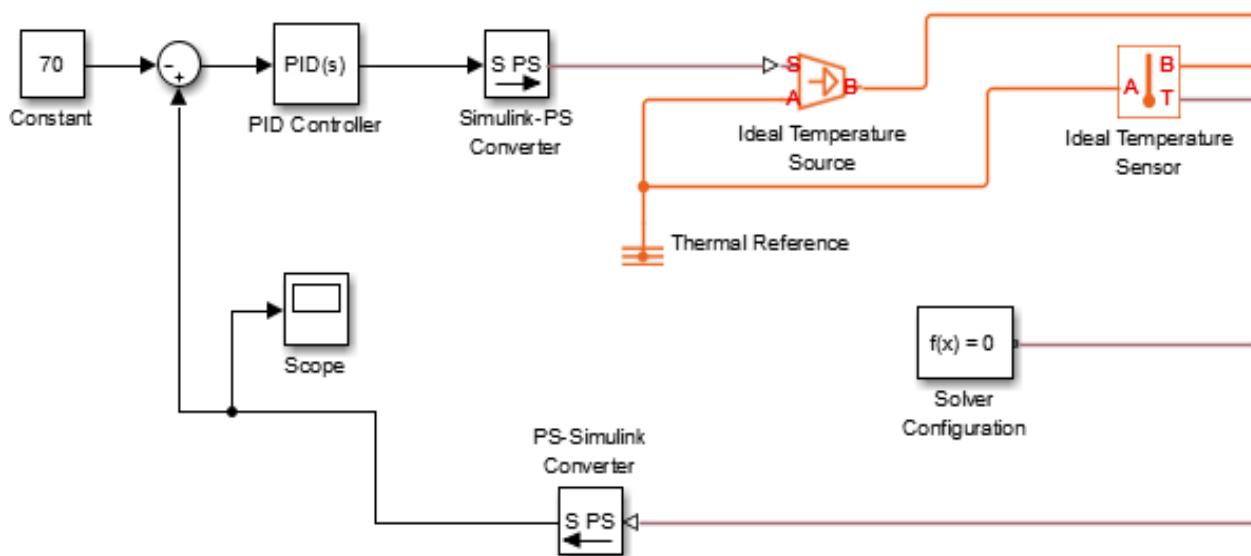 70
Constant
-
+
PID(s)
PID Controller
S PS
Simulink-PS
Converter
S
A
B
Ideal Temperature
Source
A
B
T
Ideal Temperature
Sensor
Thermal Reference
Scope
f(x) = 0
Solver
Configuration
PS-Simulink
Converter
S PS